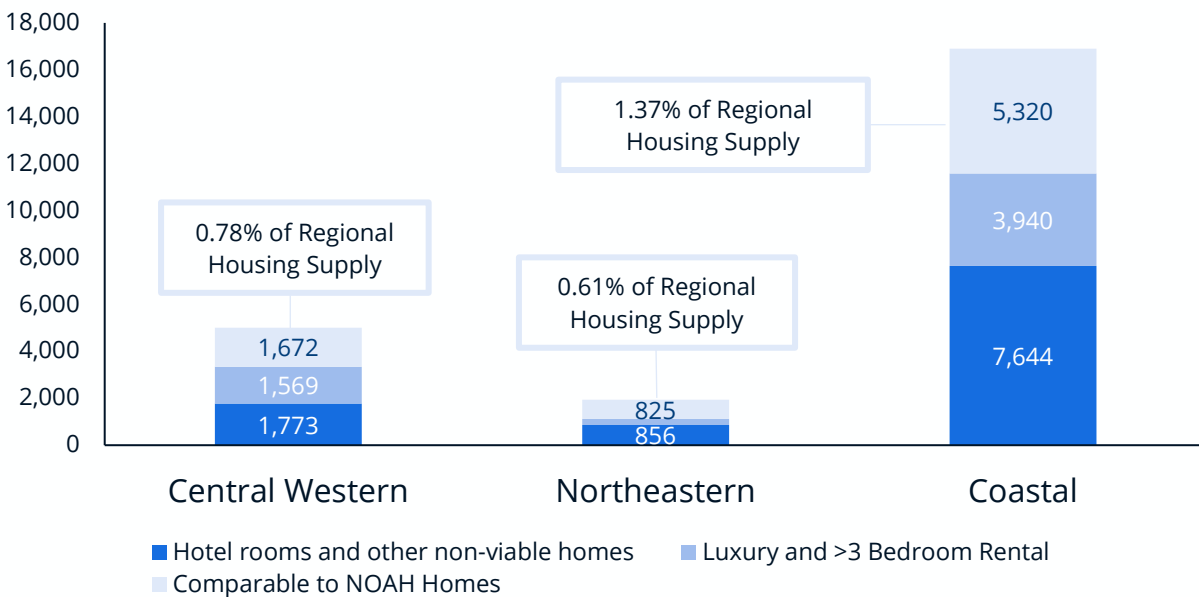 18,000
16,000
14,000
12,000
10,000
8,000
6,000
4,000
2,000
0
0.78% of Regional
Housing Supply
1,672
1,569
1,773
0.61% of Regional
Housing Supply
825
856
1.37% of Regional
Housing Supply
5,320
3,940
7,644
Central Western
Northeastern
Coastal
Hotel rooms and other non-viable homes
Luxury and >3 Bedroom Rental
Comparable to NOAH Homes